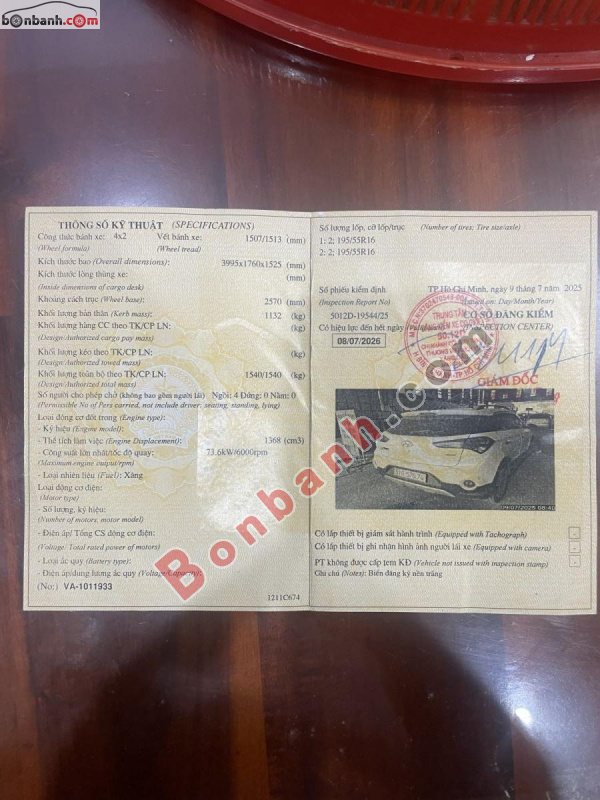 bonbanh.com
THÔNG SỐ KỸ THUẬT (SPECIFICATIONS)
Công thức bánh xe: 4x2 Vết bánh xe: 1507/1513 (mm)
(Wheel formula) (Wheel tread)
Kích thước bao (Overall dimensions): 3995x1760x1525 (mm)
Kích thước lòng thùng xe: (mm)
(Inside dimensions of cargo desk)
Khoảng cách trục (Wheel base): 2570 (mm)
Khối lượng bản thân (Kerb mass): 1132 (kg)
Khối lượng hàng CC theo TK/CP LN: (kg)
(Design/Authorized cargo pay mass)
Khối lượng kéo theo TK/CP LN: (kg)
(Design/Authorized towed mass)
Khối lượng toàn bộ theo TK/CP LN: 1540/1540 (kg)
(Design/Authorized total mass)
Số người cho phép chở (không bao gồm người lái) Ngồi: 4 Đứng: 0 Nằm: 0
(Permissible No of Pers carried, not include driver; seating, standing, lying)
Loại động cơ đốt trong (Engine type):
- Ký hiệu (Engine model):
- Thể tích làm việc (Engine Displacement): 1368 (cm3)
- Công suất lớn nhất/tốc độ quay: 73.6kW/6000rpm
(Maximum engine output/rpm)
- Loại nhiên liệu (Fuel): Xăng
Loại động cơ điện:
(Motor type)
- Số lượng, ký hiệu:
(Number of motors, motor model)
- Điện áp/ Tổng CS động cơ điện:
(Voltage/ Total rated power of motors)
- Loại ắc quy (Battery type):
- Điện áp/dung lượng ắc quy (Voltage/Capacity):
(No:) VA-1011933
1211C674
Số lượng lốp, cỡ lốp/trục (Number of tires; Tire size/axle)
1: 2; 195/55R16
2: 2; 195/55R16
Số phiếu kiểm định TP.Hồ Chí Minh, ngày 9 tháng 7 năm 2025
(Inspection Report No) (Issued on: Day/Month/Year)
5012D-19544/25 CƠ SỞ ĐĂNG KIỂM
Có hiệu lực đến hết ngày (INSPECTION CENTER)
08/07/2026
TRUNG TÂM
GIÁM ĐỐC
09/07/2025 08:40
Có lắp thiết bị giám sát hành trình (Equipped with Tachograph) -
Có lắp thiết bị ghi nhận hình ảnh người lái xe (Equipped with camera) -
PT không được cấp tem KĐ (Vehicle not issued with inspection stamp) -
Ghi chú (Notes): Biển đăng ký nền trắng
Bonbanh.com